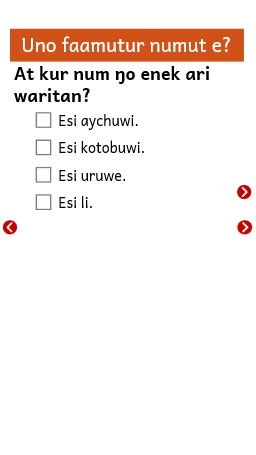 Uno faamutur numut e?
At kur num ŋo enek ari
waritan?
Esi aychuwi.
Esi kotobuwi.
Esi uruwe.
Esi li.